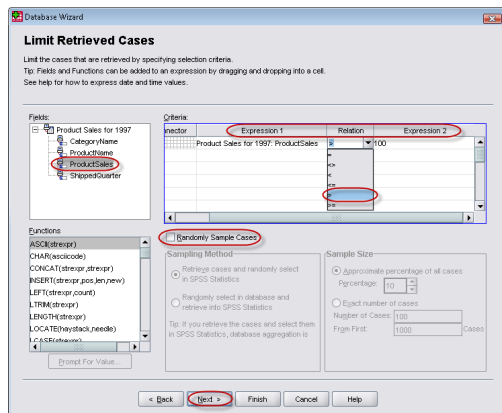 Database Wizard
Limit Retrieved Cases
Limit the cases that are retrieved by specifying selection criteria.
Tip: Fields and Functions can be added to an expression by dragging and dropping into a cell.
See help for how to express date and time values.
Fields:
Product Sales for 1997
CategoryName
ProductName
ProductSales
ShippedQuarter
Criteria:
nnector Expression 1 Relation Expression 2
Product Sales for 1997: ProductSales > 100
=
<>
<
<=
>
>=
Functions
ASCII(strexpr)
CHAR(asciicode)
CONCAT(strexpr,strexpr)
INSERT(strexpr,pos,len,new)
LEFT(strexpr,count)
LTRIM(strexpr)
LENGTH(strexpr)
LOCATE(haystack,needle)
LCASE(strexpr)
Prompt For Value...
Randomly Sample Cases
Sampling Method
Retrieve cases and randomly select
in SPSS Statistics
Randomly select in database and
retrieve into SPSS Statistics
Tip: If you retrieve the cases and select them
in SPSS Statistics, database aggregation is
Sample Size
Approximate percentage of all cases
Percentage: 10
Exact number of cases
Number of Cases: 100
From First: 1000 Cases
< Back
Next >
Finish
Cancel
Help